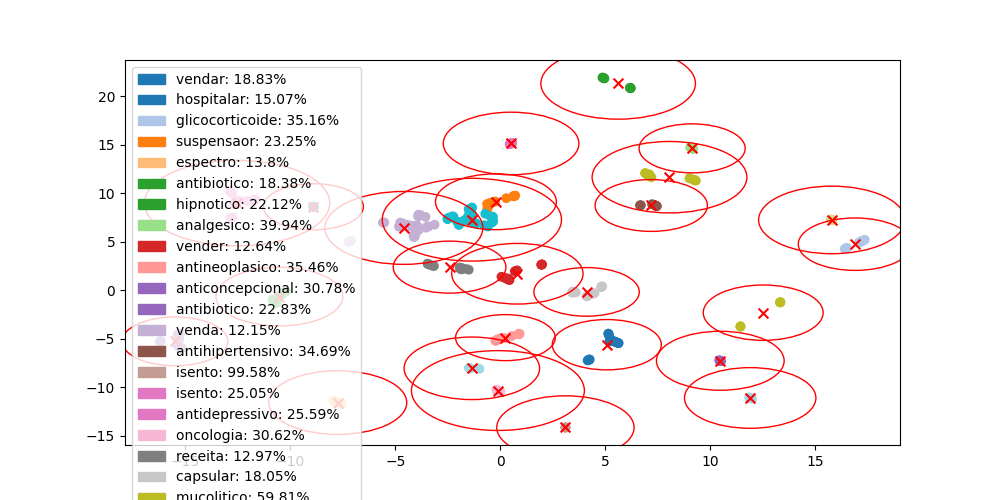 vendar: 18.83%
hospitalar: 15.07%
glicocorticoide: 35.16%
suspensaor: 23.25%
espectro: 13.8%
antibiotico: 18.38%
hipnotico: 22.12%
analgesico: 39.94%
vender: 12.64%
antineoplasico: 35.46%
anticorcepcional: 30.78%
antibiotico: 22.83%
venda: 12.15%
antihipertensivo: 34.69%
isento: 99.58%
isento: 25.05%
antidepressivo: 25.59%
oncologia: 30.62%
receita: 12.97%
capsular: 18.05%
mucolitico: 59.81%
20
15
10
5
0
−5
−10
−15
−15 −10 −5 0 5 10 15